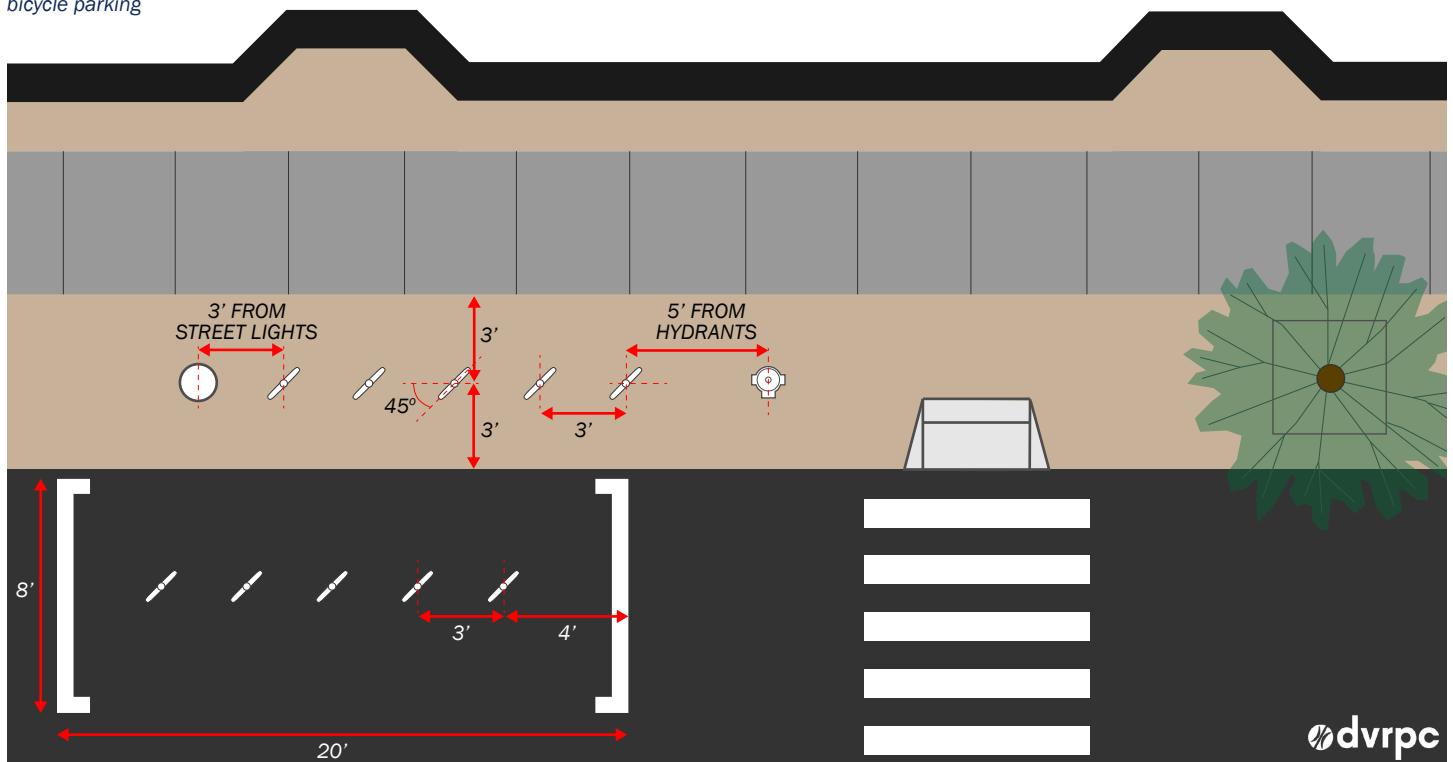 bicycle parking
3’ FROM
STREET LIGHTS
3’
5’ FROM
HYDRANTS
45º
3’
3’
8’
3’
4’
20’
dvrpc